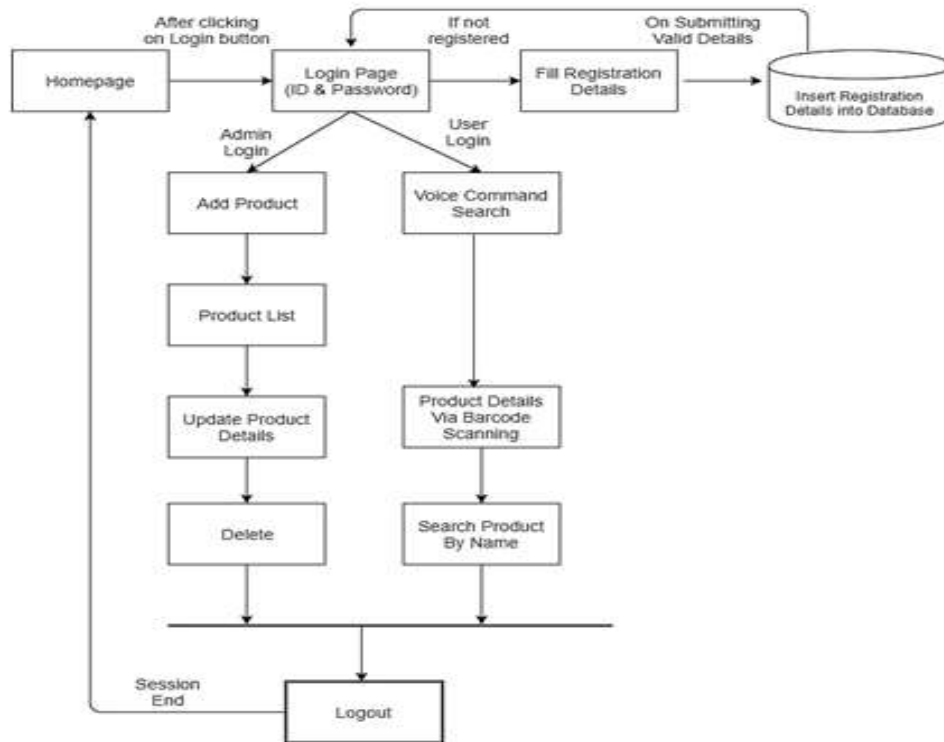 After clicking
on Login button
If not
registered
On Submitting
Valid Details
Homepage
Login Page
(ID & Password)
Fill Registration
Details
Insert Registration
Details into Database
Admin
Login
User
Login
Add Product
Voice Command
Search
Product List
Update Product
Details
Product Details
Via Barcode
Scanning
Delete
Search Product
By Name
Session
End
Logout